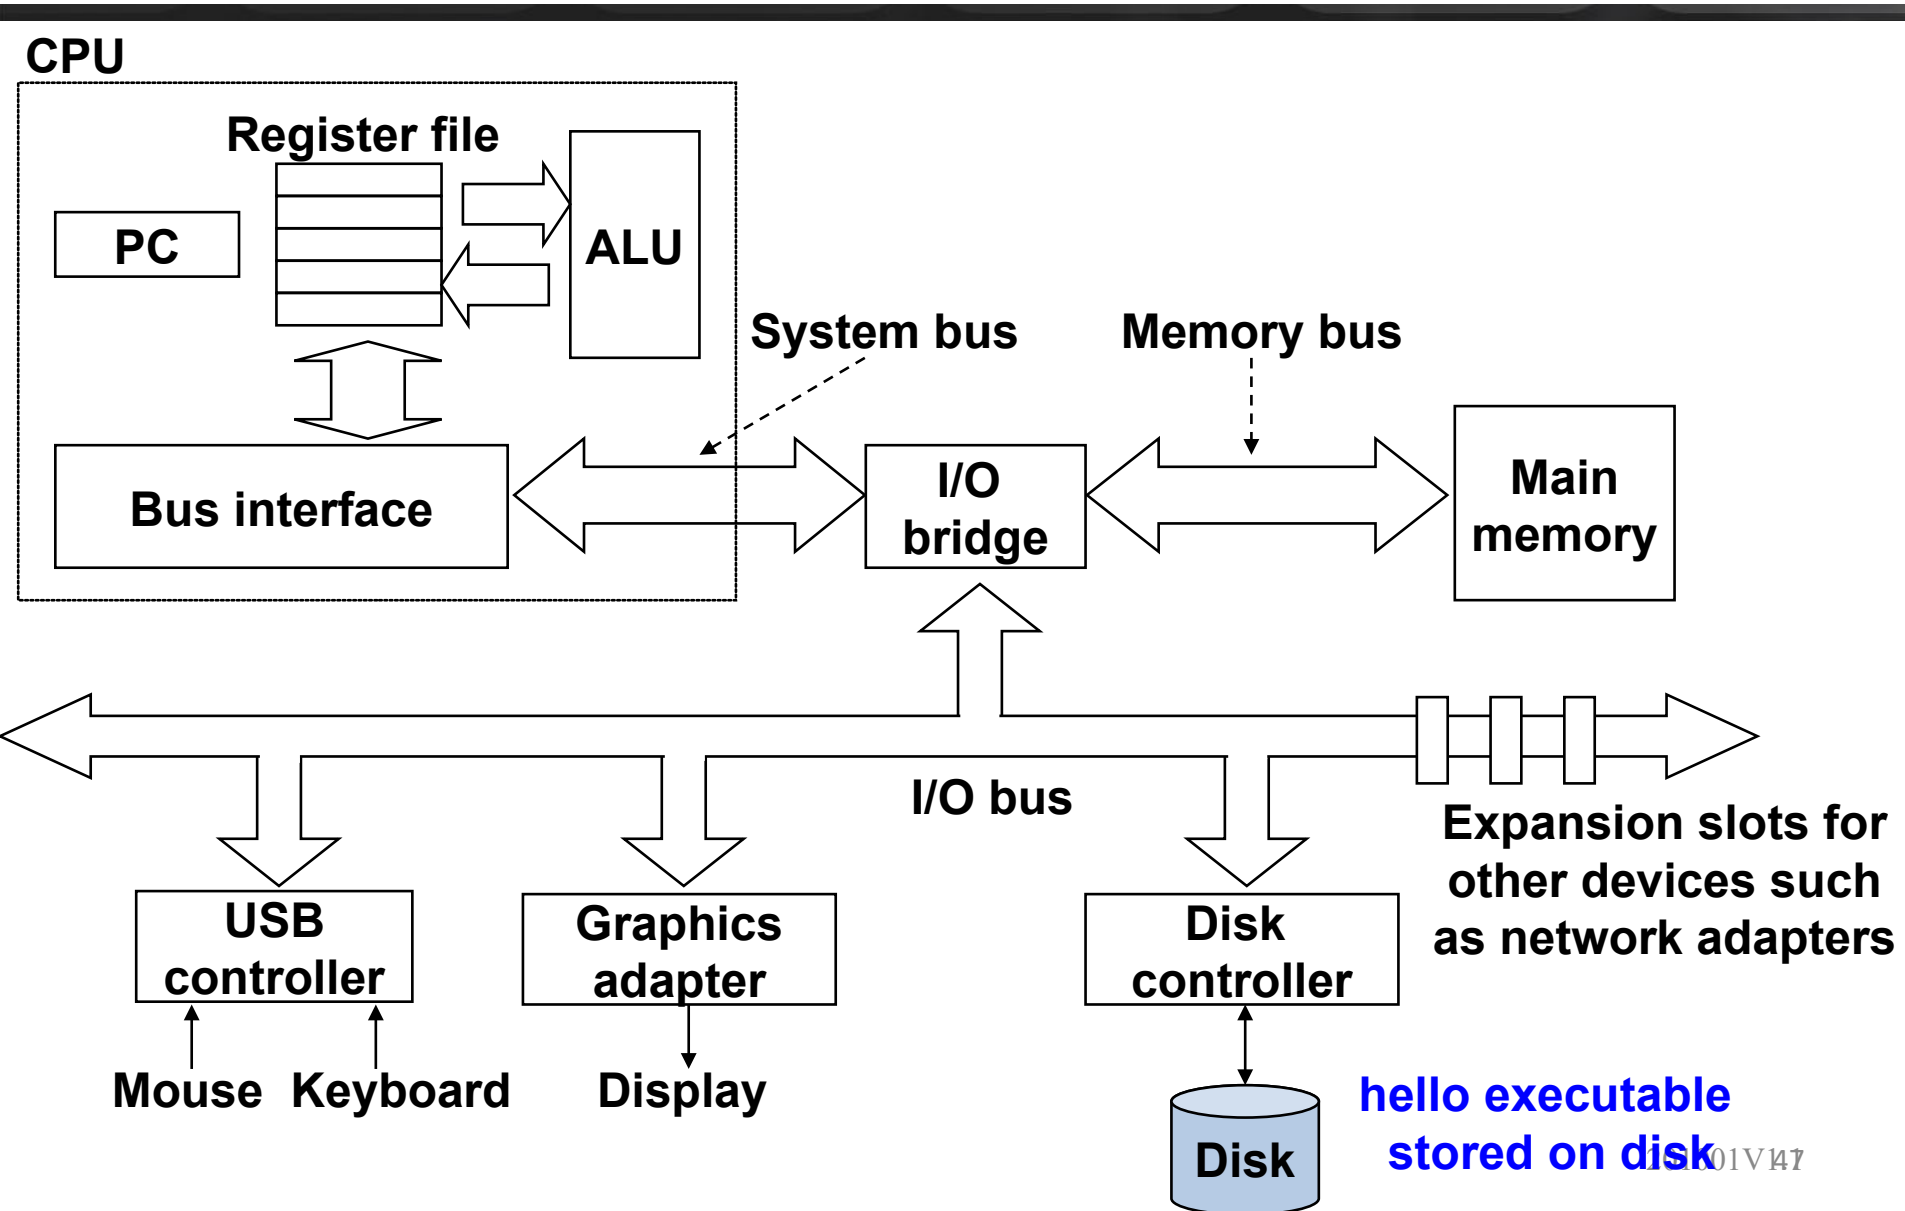 CPU
Register file
PC
ALU
System bus
Memory bus
Bus interface
I/O
bridge
Main
memory
I/O bus
Expansion slots for
other devices such
as network adapters
USB
controller
Graphics
adapter
Disk
controller
Mouse
Keyboard
Display
Disk
hello executable
stored on disk